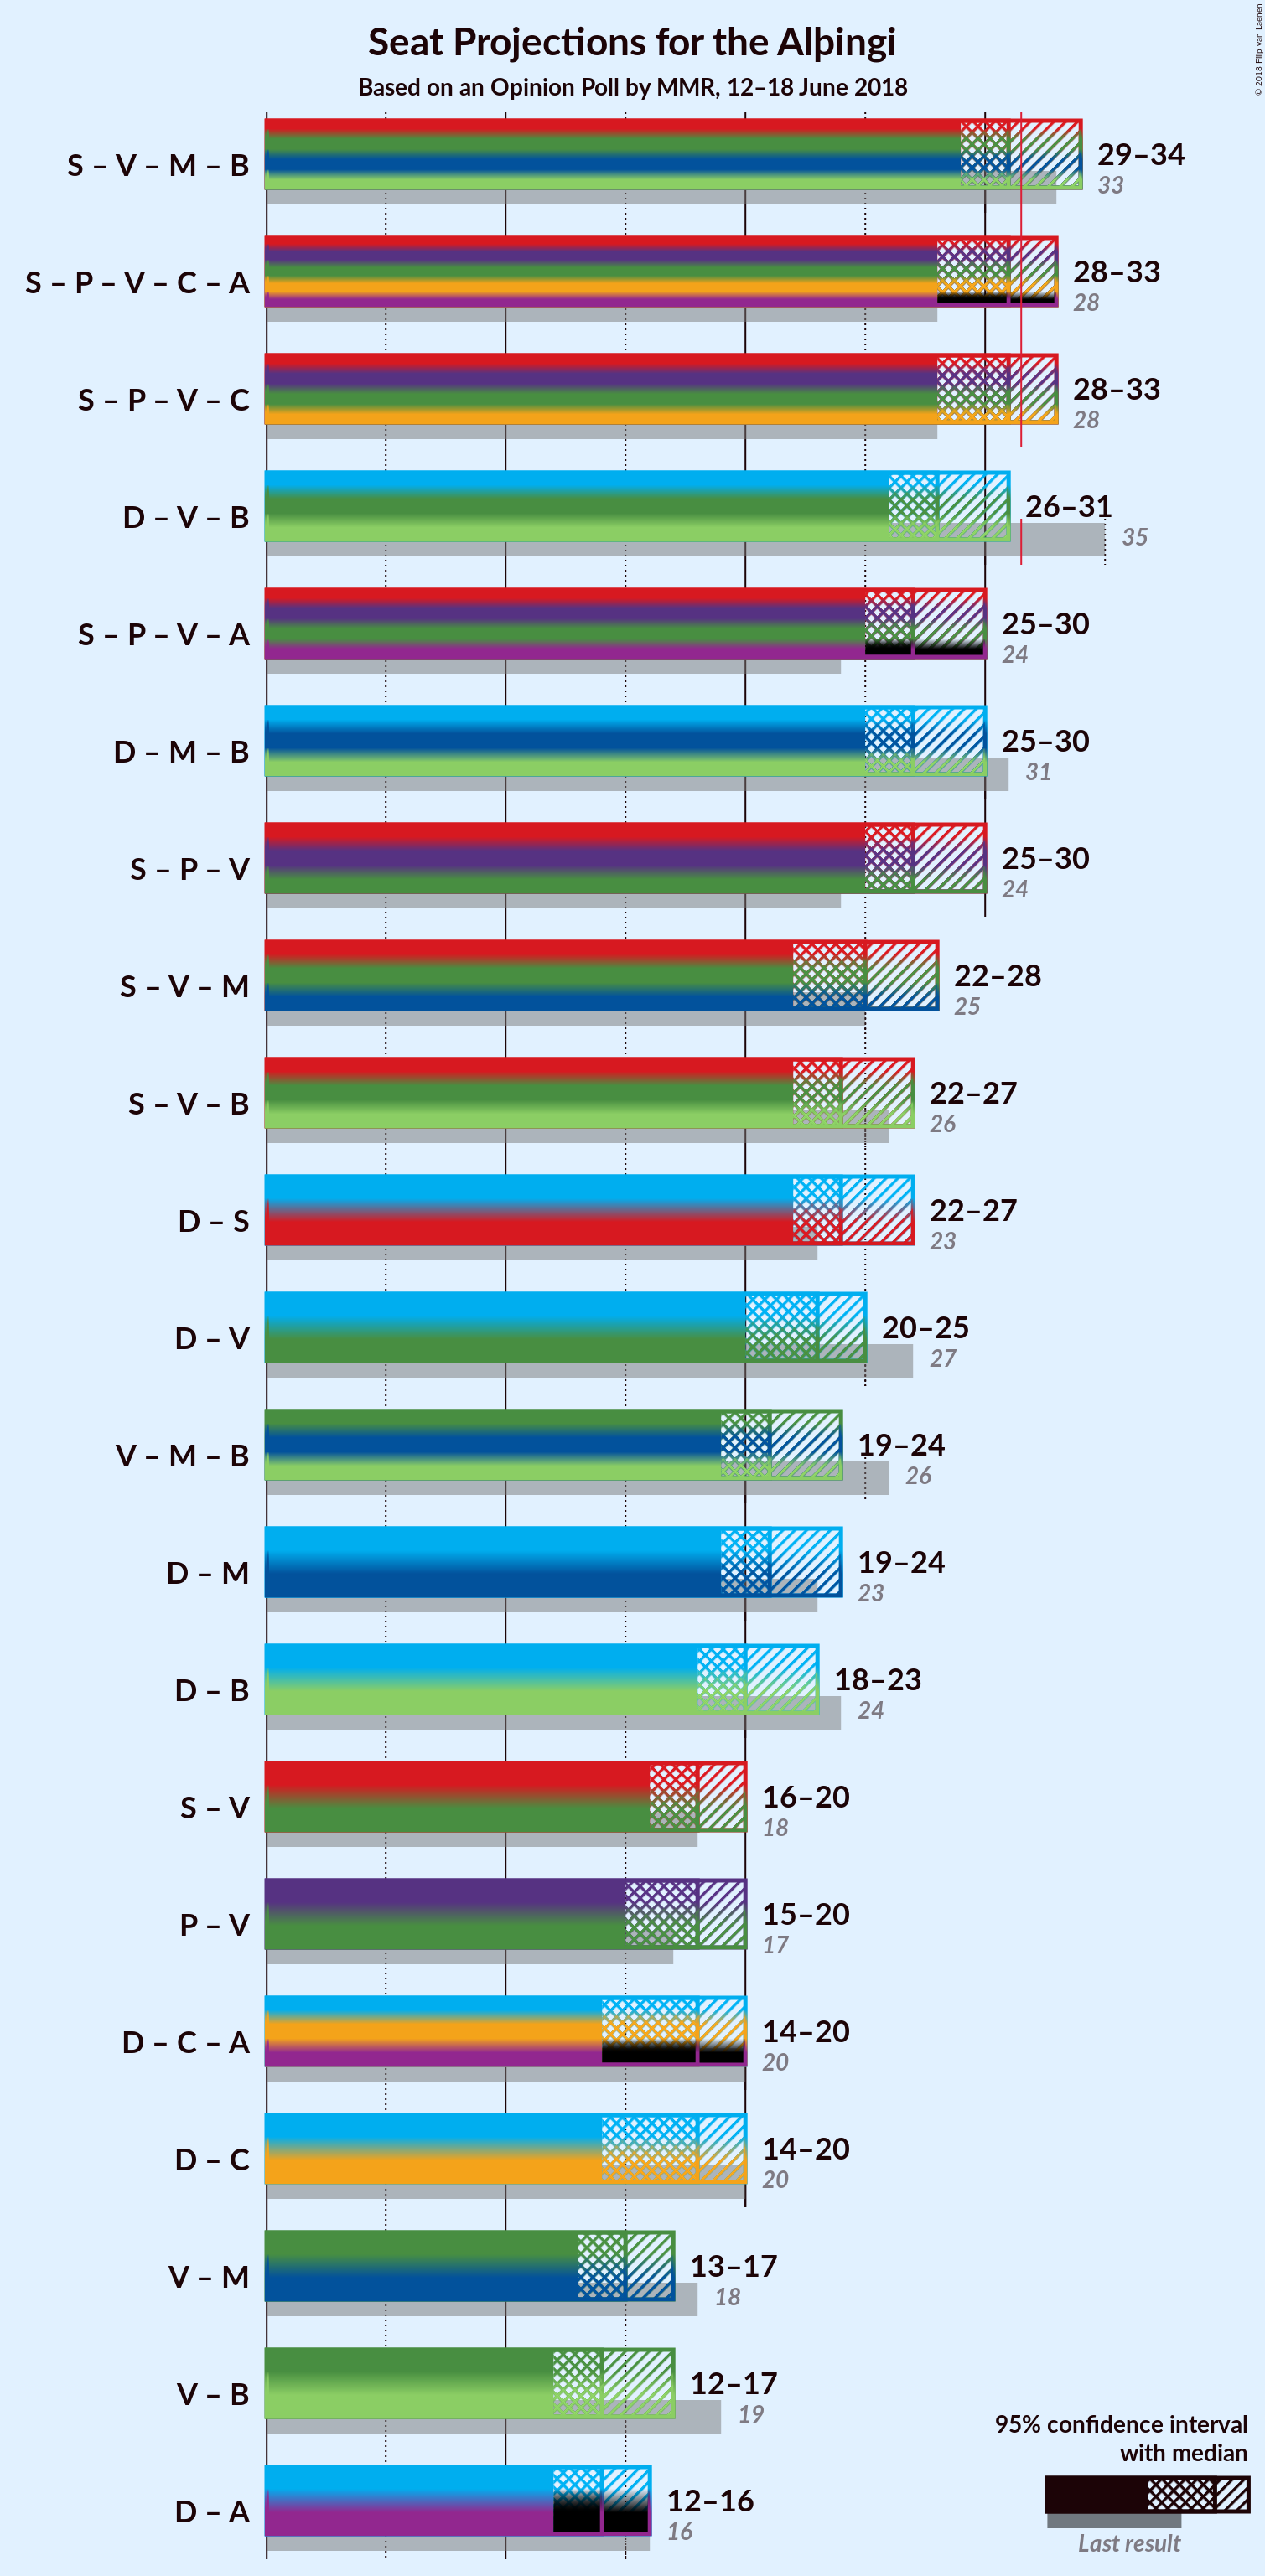 Seat Projections for the Alþingi
Based on an Opinion Poll by MMR, 12–18 June 2018
© 2018 Filip van Laenen
S – V – M – B
29–34
33
S – P – V – C – A
28–33
28
S – P – V – C
28–33
28
D – V – B
26–31
35
S – P – V – A
25–30
24
D – M – B
25–30
31
S – P – V
25–30
24
S – V – M
22–28
25
S – V – B
22–27
26
D – S
22–27
23
D – V
20–25
27
V – M – B
19–24
26
D – M
19–24
23
D – B
18–23
24
S – V
16–20
18
P – V
15–20
17
D – C – A
14–20
20
D – C
14–20
20
V – M
13–17
18
V – B
12–17
19
D – A
12–16
16
95% confidence interval
with median
Last result